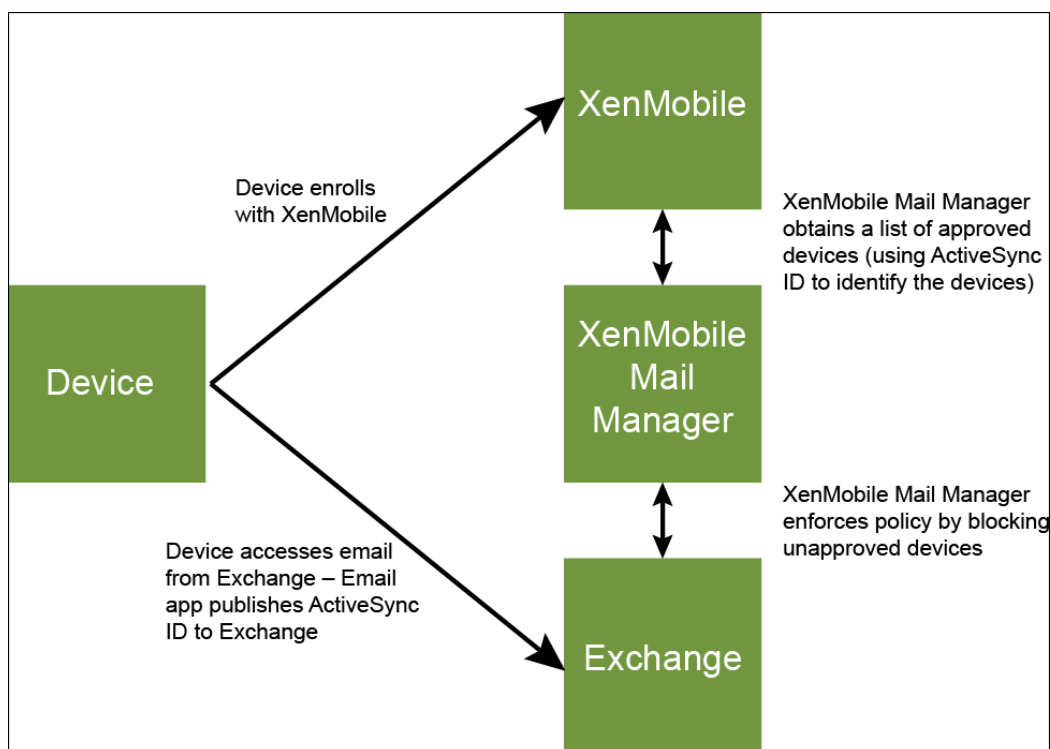 XenMobile
Device enrolls
with XenMobile
XenMobile Mail Manager
obtains a list of approved
devices (using ActiveSync
ID to identify the devices)
Device
XenMobile
Mail
Manager
XenMobile Mail Manager
enforces policy by blocking
unapproved devices
Device accesses email
from Exchange – Email
app publishes ActiveSync
ID to Exchange
Exchange